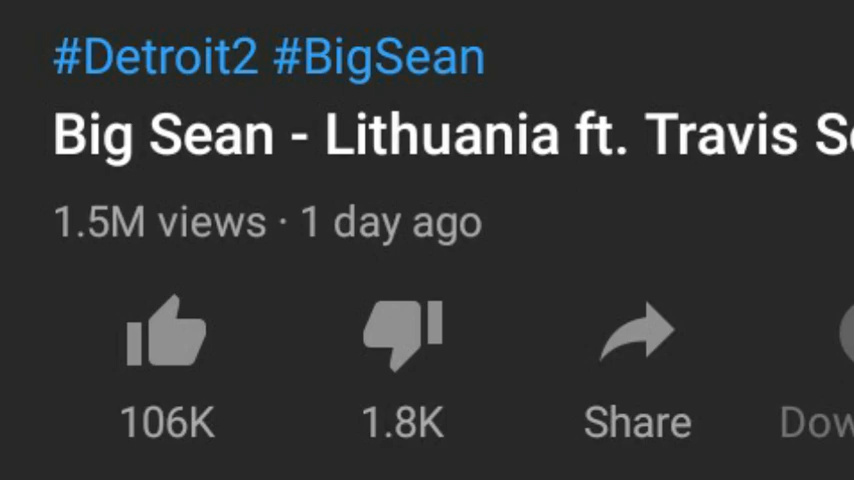 #Detroit2 #BigSean
Big Sean - Lithuania ft. Travis
1.5M views · 1 day ago
106K 1.8K Share